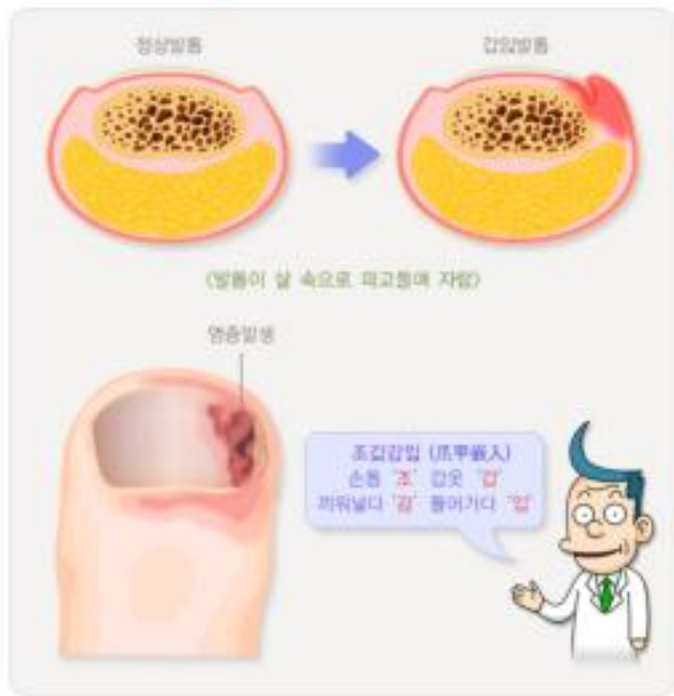 정상발톱
감입발톱
(발톱이 살 속으로 파고들며 자람)
염증발생
조갑감입 (爪甲嵌入)
손톱 '조' 갑옷 '갑'
끼워넣다 '감' 들어가다 '입'